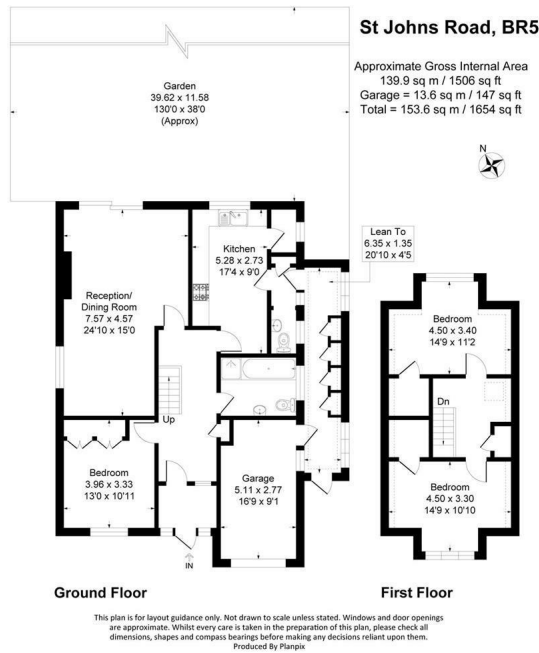 St Johns Road, BR5
Approximate Gross Internal Area
139.9 sq m / 1506 sq ft
Garage = 13.6 sq m / 147 sq ft
Total = 153.6 sq m / 1654 sq ft
N
Garden
39.62 x 11.58
130'0 x 38'0
(Approx)
Lean To
6.35 x 1.35
20'10 x 4'5
Kitchen
5.28 x 2.73
17'4 x 9'0
Reception/
Dining Room
7.57 x 4.57
24'10 x 15'0
Up
Bedroom
3.96 x 3.33
13'0 x 10'11
Garage
5.11 x 2.77
16'9 x 9'1
IN
Bedroom
4.50 x 3.40
14'9 x 11'2
Dn
Bedroom
4.50 x 3.30
14'9 x 10'10
Ground Floor
First Floor
This plan is for layout guidance only. Not drawn to scale unless stated. Windows and door openings
are approximate. Whilst every care is taken in the preparation of this plan, please check all
dimensions, shapes and compass bearings before making any decisions reliant upon them.
Produced By Planpix